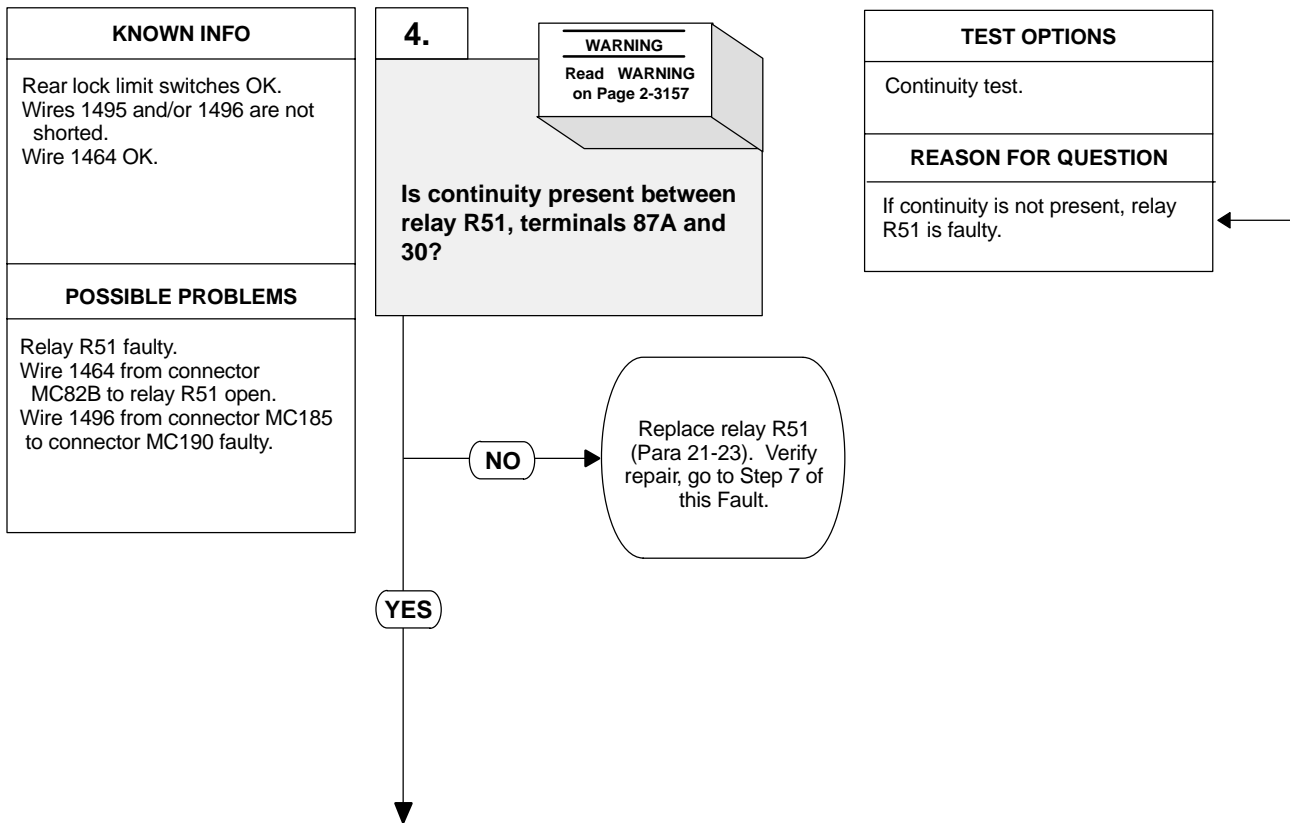 KNOWN INFO
Rear lock limit switches OK.
Wires 1495 and/or 1496 are not
shorted.
Wire 1464 OK.
POSSIBLE PROBLEMS
Relay R51 faulty.
Wire 1464 from connector
MC82B to relay R51 open.
Wire 1496 from connector MC185
to connector MC190 faulty.
4.
WARNING
Read WARNING
on Page 2-3157
Is continuity present between
relay R51, terminals 87A and
30?
NO
Replace relay R51
(Para 21-23). Verify
repair, go to Step 7 of
this Fault.
YES
TEST OPTIONS
Continuity test.
REASON FOR QUESTION
If continuity is not present, relay
R51 is faulty.